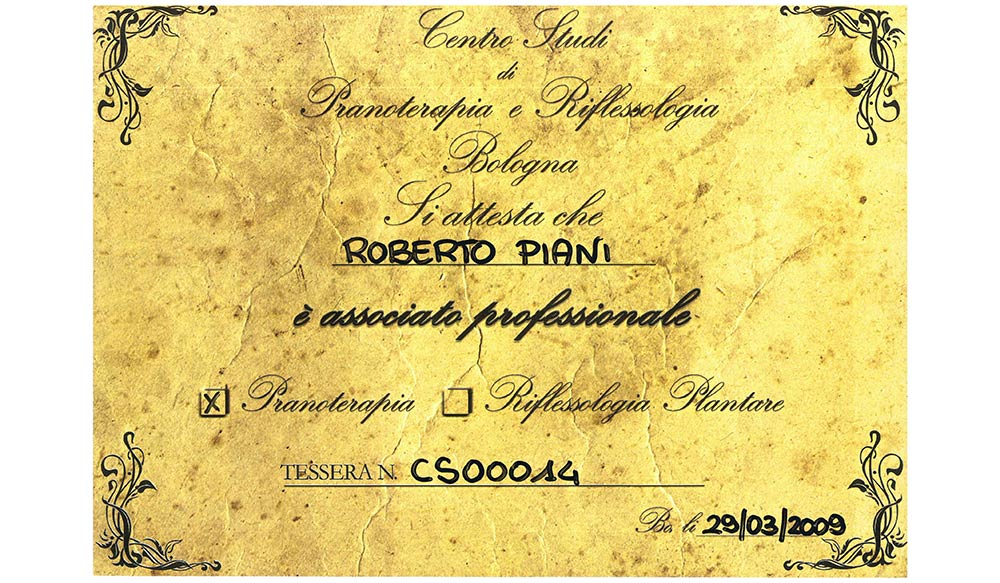 Centro Studi
di
Pranoterapia e Riflessologia
Bologna
Si attesta che
ROBERTO PIANI
è associato professionale
X Pranoterapia Riflessologia Plantare
TESSERA N. CS00014
Bo, li 29/03/2009